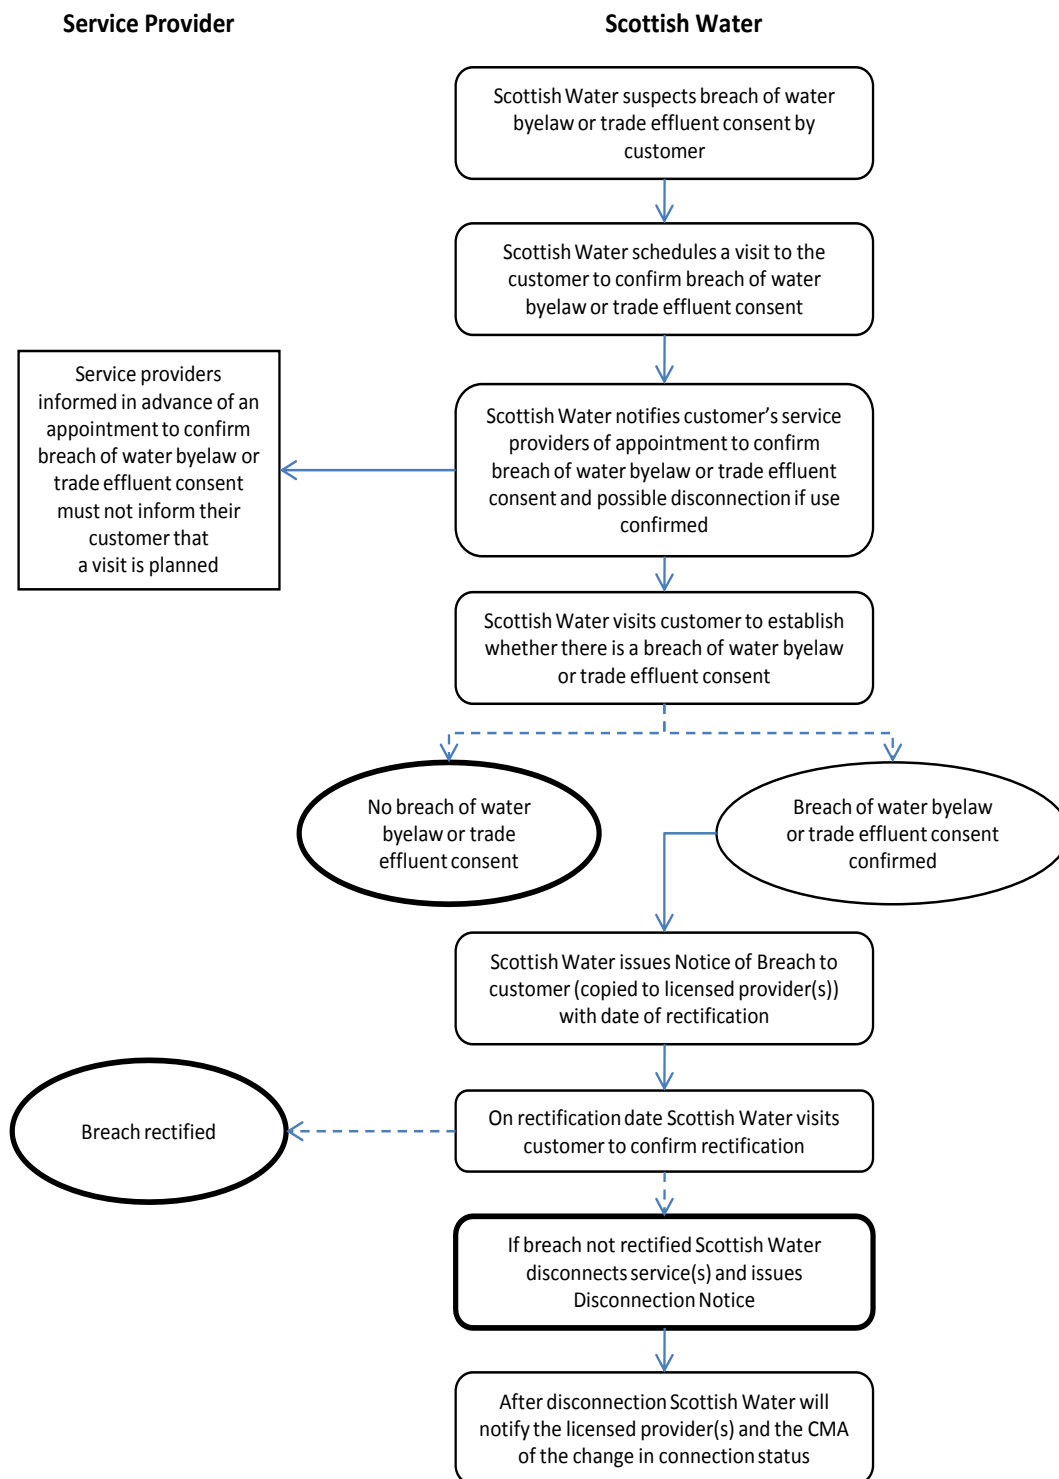 Service Provider
Scottish Water
Scottish Water suspects breach of water
byelaw or trade effluent consent by
customer
Scottish Water schedules a visit to the
customer to confirm breach of water
byelaw or trade effluent consent
Service providers
informed in advance of an
appointment to confirm
breach of water byelaw or
trade effluent consent
must not inform their
customer that
a visit is planned
Scottish Water notifies customer’s service
providers of appointment to confirm
breach of water byelaw or trade effluent
consent and possible disconnection if use
confirmed
Scottish Water visits customer to establish
whether there is a breach of water byelaw
or trade effluent consent
No breach of water
byelaw or trade
effluent consent
Breach of water byelaw
or trade effluent consent
confirmed
Scottish Water issues Notice of Breach to
customer (copied to licensed provider(s))
with date of rectification
Breach rectified
On rectification date Scottish Water visits
customer to confirm rectification
If breach not rectified Scottish Water
disconnects service(s) and issues
Disconnection Notice
After disconnection Scottish Water will
notify the licensed provider(s) and the CMA
of the change in connection status